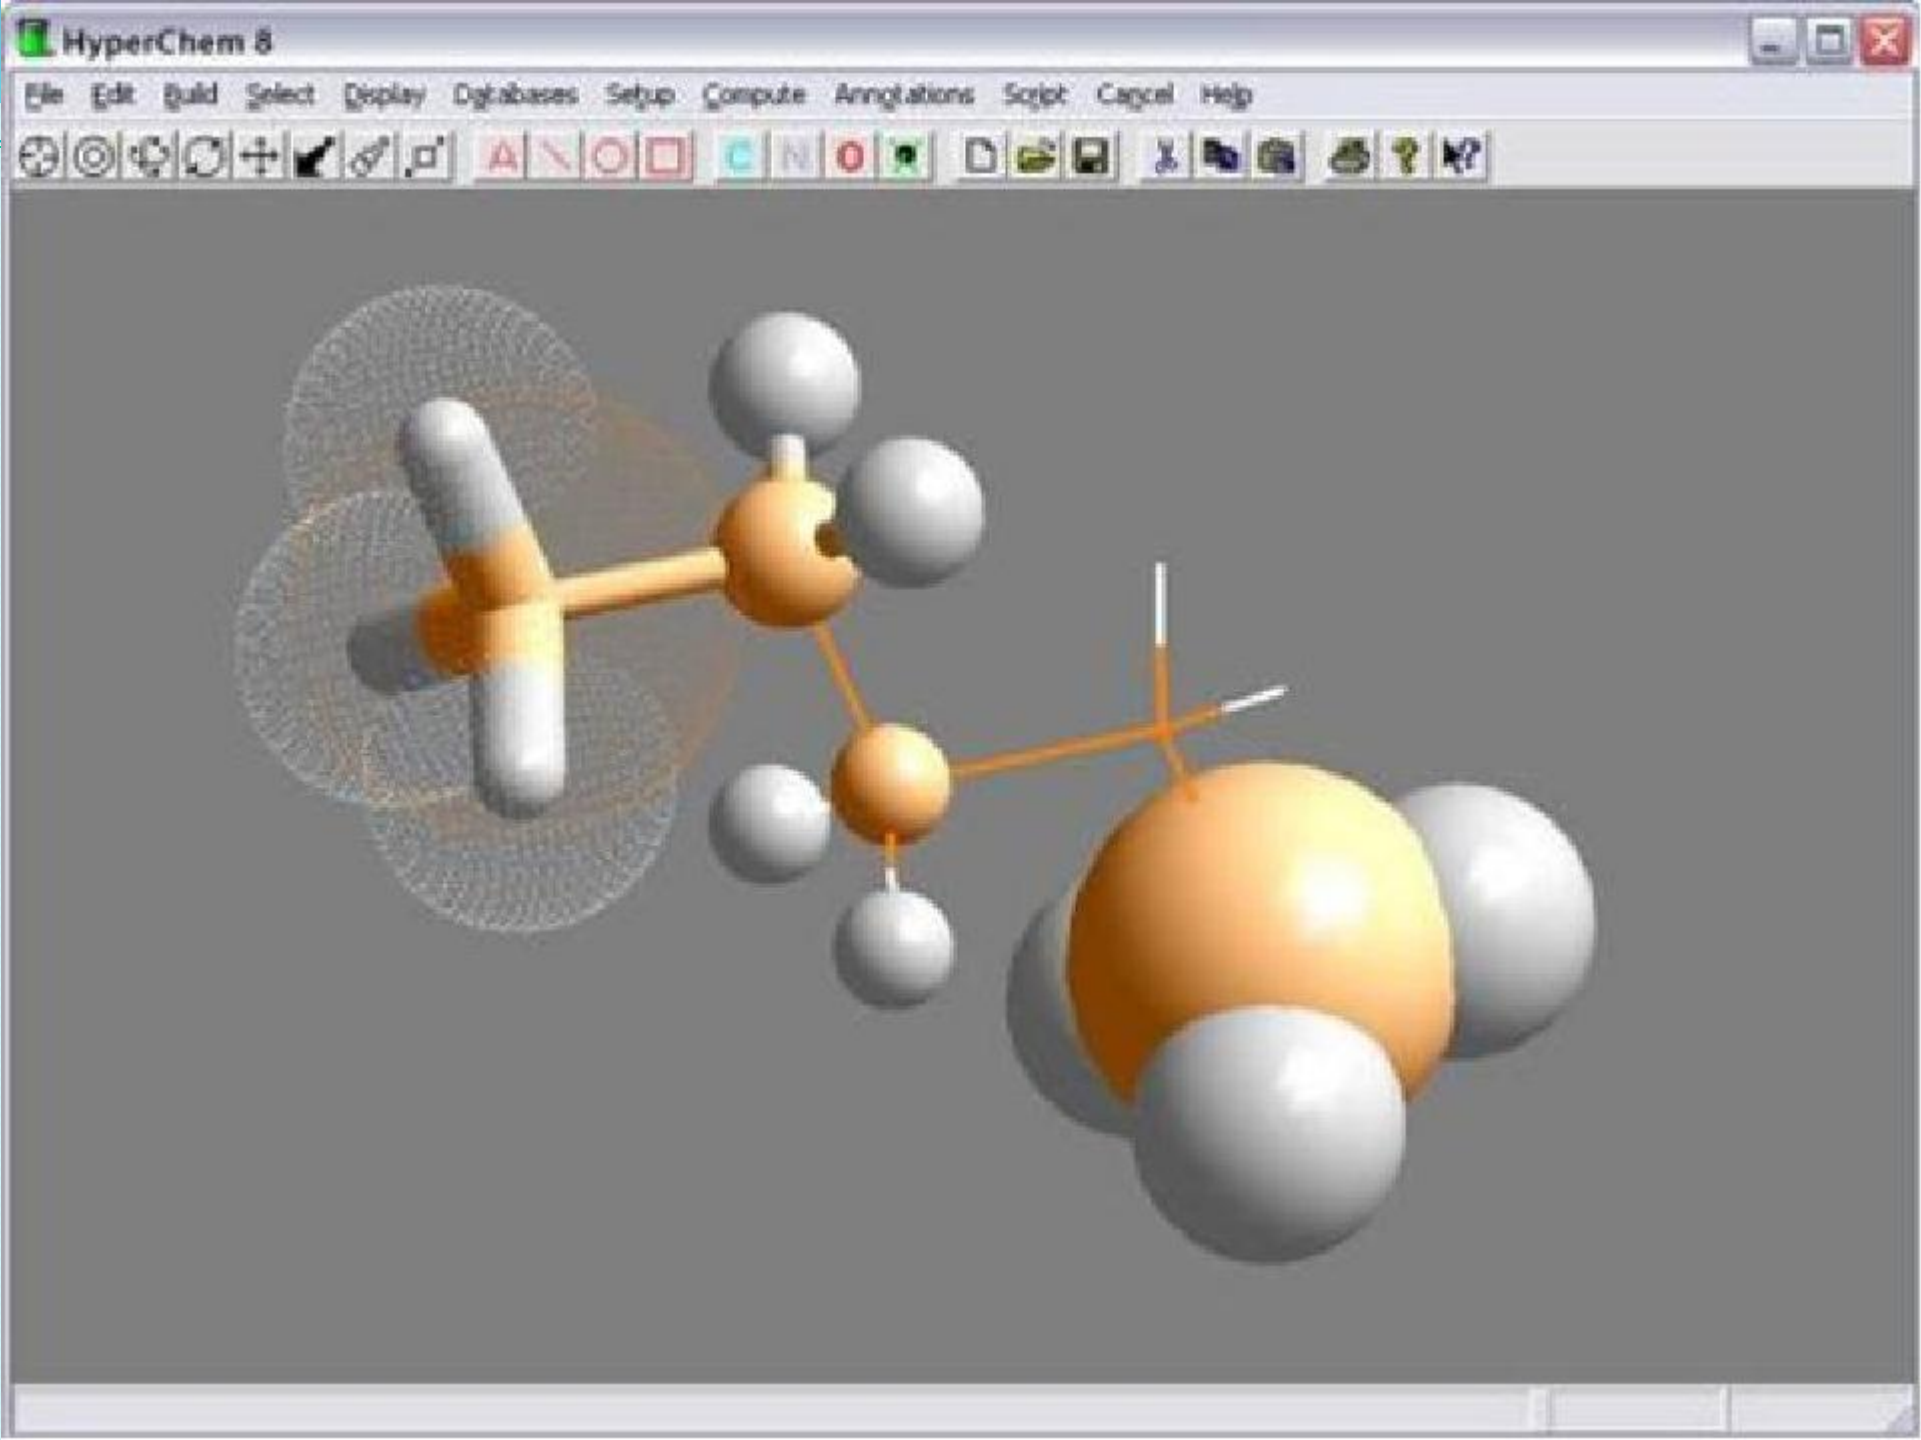 HyperChem 8
File Edit Build Select Display Databases Setup Compute Annotations Script Cancel Help
A C N O ? ?